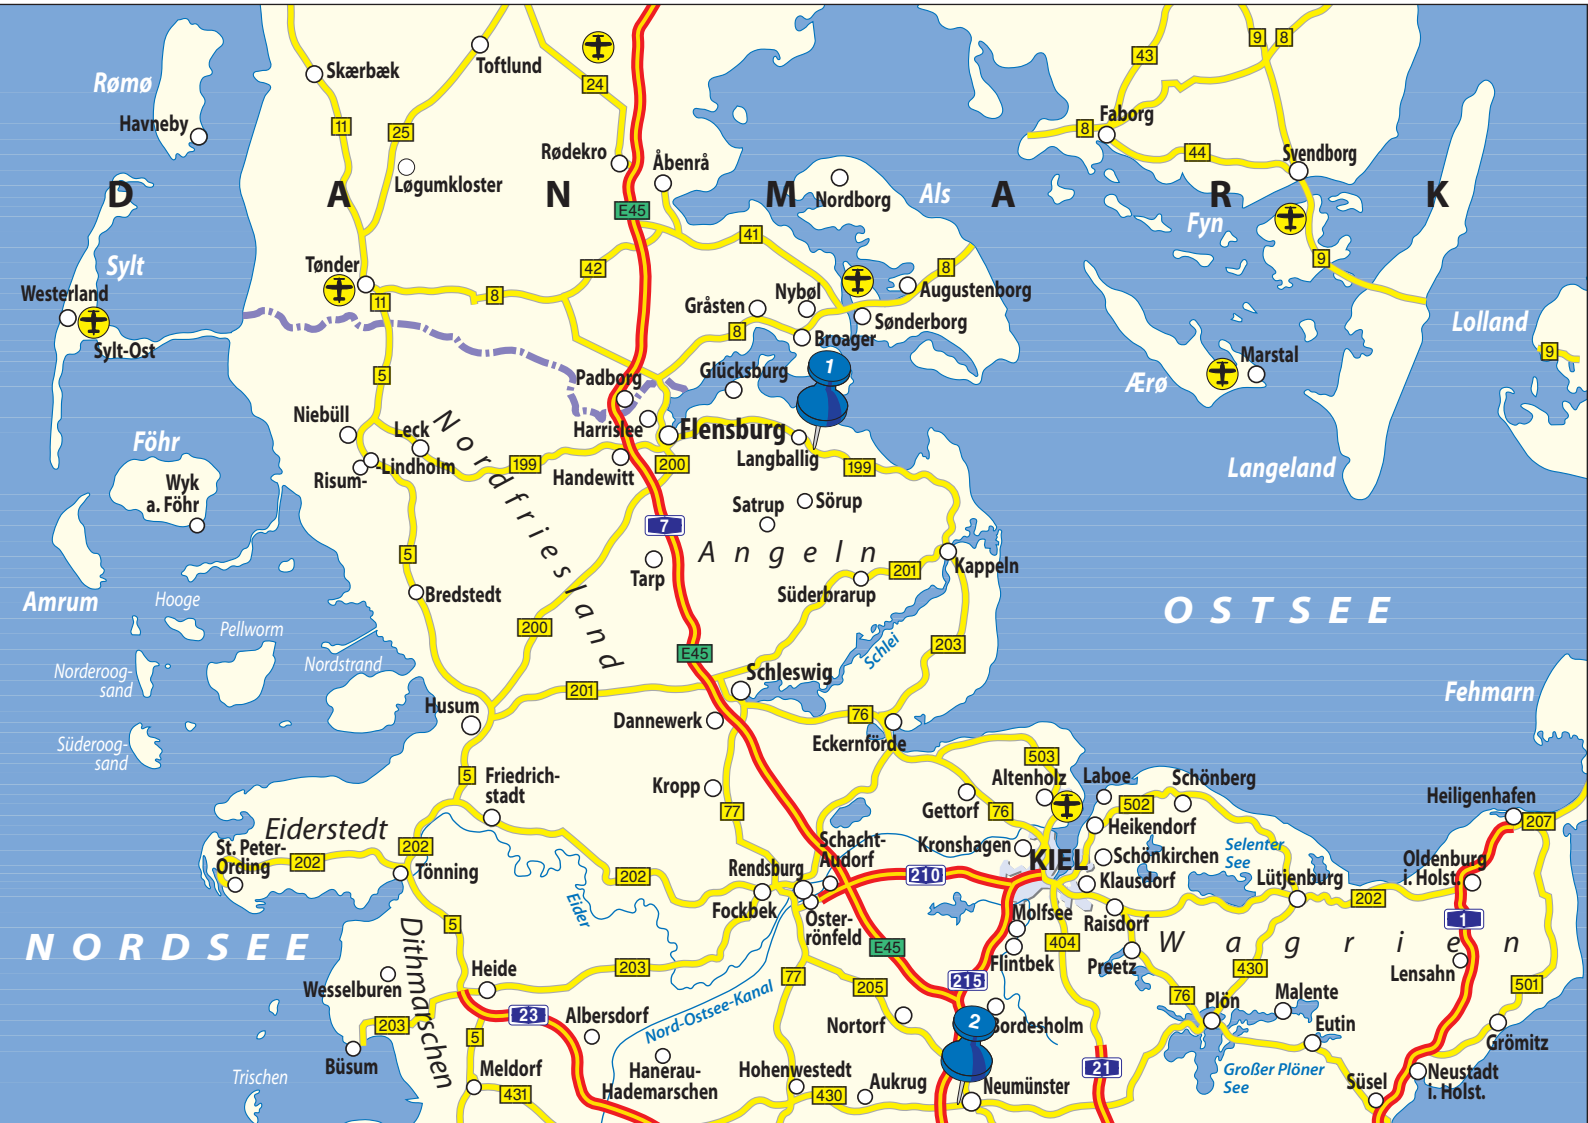 9
8
43
Toftlund
Skærbæk
24
Rømø
Havneby
11
25
Faborg
8
44
Svendborg
Rødekro
Åbenrå
Løgumkloster
Nordborg
Als
D A N M A R K
E45
Fyn
41
Sylt
Tønder
42
8
9
Westerland
11
8
Augustenborg
Gråsten
Nybøl
Sønderborg
Lolland
Sylt-Ost
8
Broager
9
Marstal
Ærø
5
Padborg
Glücksburg
1
Niebüll
Leck
Harrislee
Flensburg
Föhr
Lindholm
Risum-
199
Handewitt
200
Langballig
199
Langeland
Wyk
a. Föhr
Nordfriesland
Satrup
Sörup
7
5
Angeln
Tarp
201
Kappeln
Amrum
Hooge
Bredstedt
Süderbrarup
OSTSEE
Pellworm
200
Schlei
203
Norderoog-
sand
Nordstrand
E45
Schleswig
Fehmarn
201
Husum
Dannewerk
76
Eckernförde
Süderoog-
sand
5
Friedrich-
stadt
503
Altenholz
Laboe
Schönberg
Kropp
Gettorf
76
502
Heiligenhafen
77
207
Eiderstedt
Heikendorf
St. Peter-
Ording
202
202
Schacht-
Audorf
Kronshagen
KIEL
Schönkirchen
Selenter
See
Oldenburg
i. Holst.
Tönning
202
Rendsburg
210
Klausdorf
Lütjenburg
202
Eider
Fockbek
Oster-
rönfeld
Molfsee
Raisdorf
1
5
Dithmarschen
NORDSEE
E45
Flintbek
404
Preetz
Wagrien
Heide
203
430
Lensahn
Wesselburen
77
205
215
76
Malente
501
23
Albersdorf
Nord-Ostsee-Kanal
Nortorf
2
Bordesholm
Plön
Eutin
203
5
Grömitz
Büsum
Meldorf
Hanerau-
Hademarschen
Hohenwestedt
21
Großer Plöner
See
Neustadt
i. Holst.
Trischen
431
430
Aukrug
Neumünster
Süsel